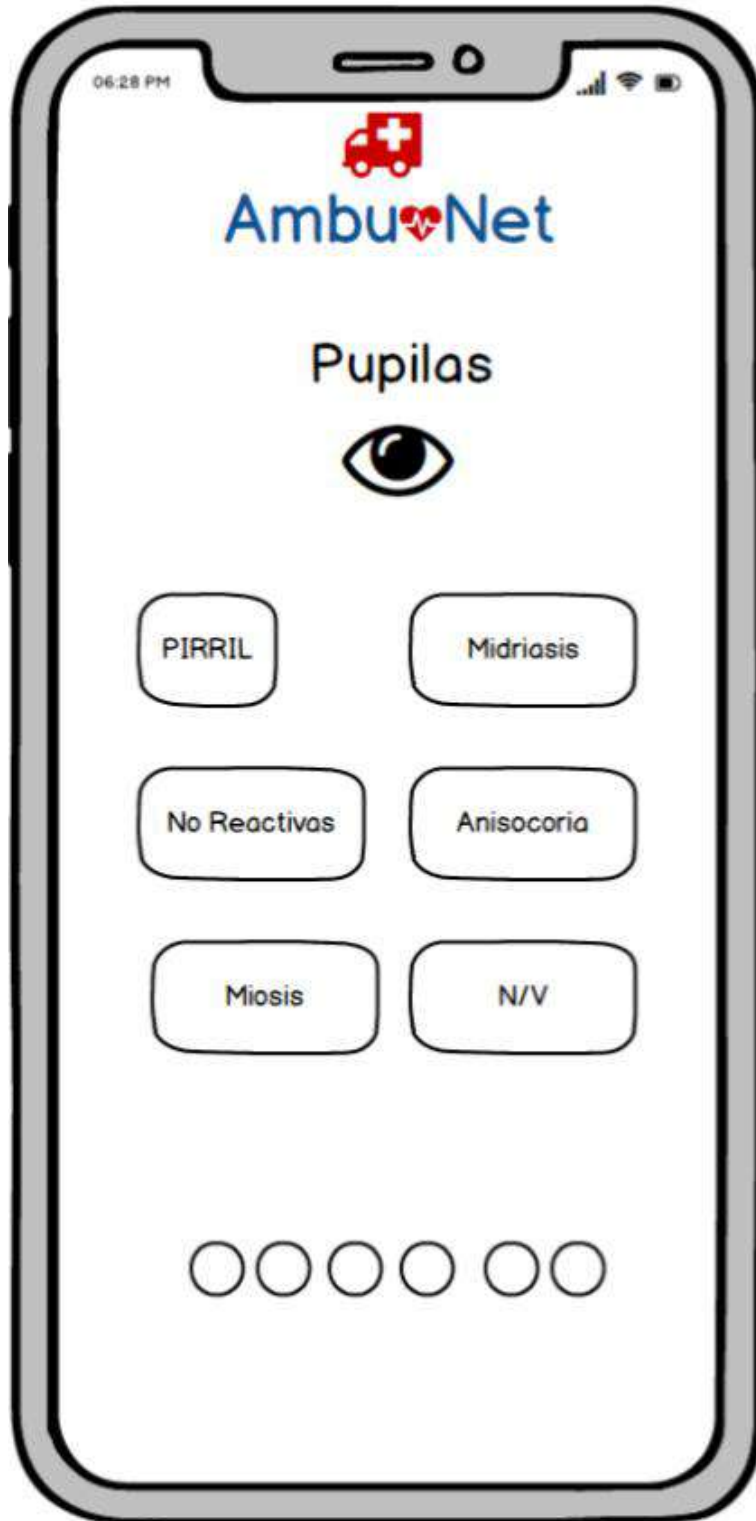 06:28 PM
AmbuNet
Pupilas
PIRRIL
Midriasis
No Reactivas
Anisocoria
Miosis
N/V